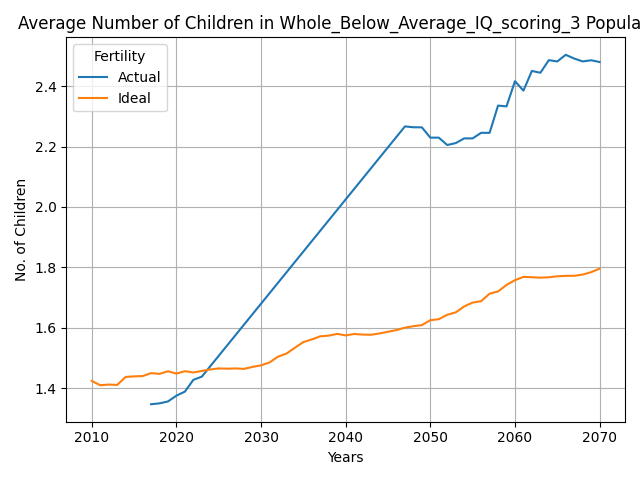 Average Number of Children in Whole_Below_Average_IQ_scoring_3 Popula
Fertility
Actual
Ideal
No. of Children
2.4
2.2
2.0
1.8
1.6
1.4
2010 2020 2030 2040 2050 2060 2070
Years